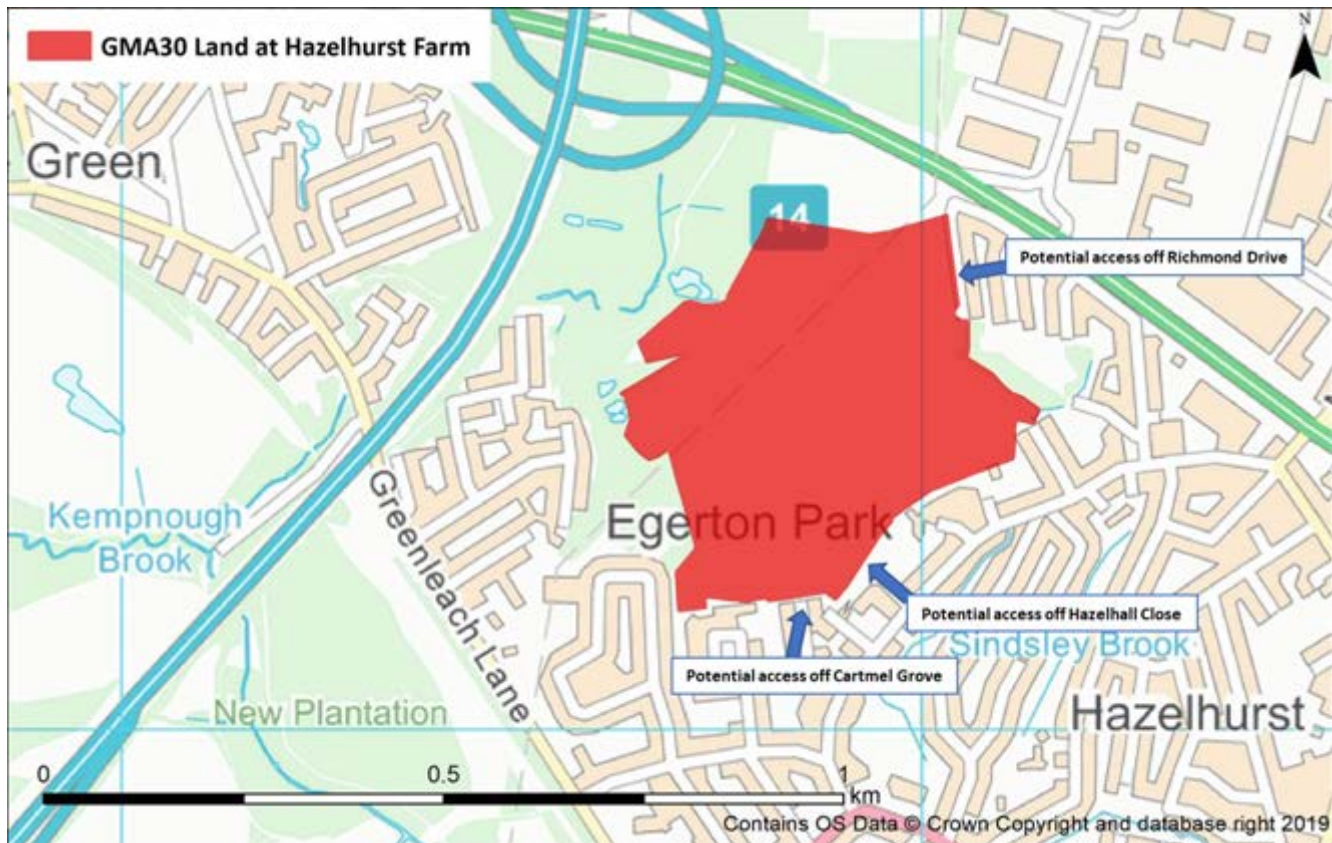 GMA30 Land at Hazelhurst Farm
N
Green
14
Potential access off Richmond Drive
Kempnough
Brook
Egerton Park
Greenleach Lane
Potential access off Hazelhall Close
Sindsley Brook
Potential access off Cartmel Grove
New Plantation
Hazelhurst
0 0.5 1
km
Contains OS Data © Crown Copyright and database right 2019